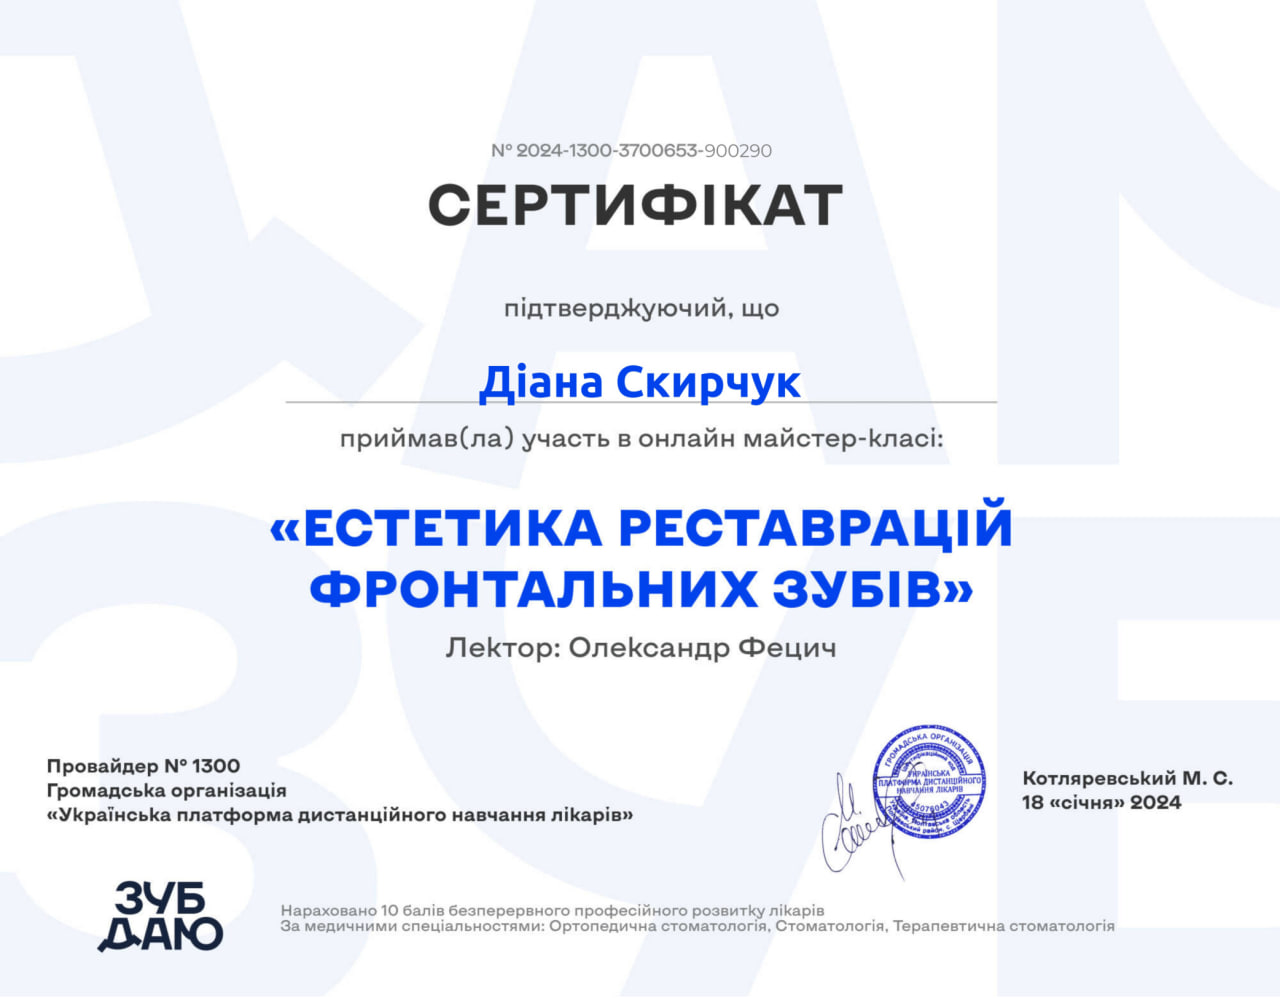 № 2024-1300-3700653-900290
СЕРТИФІКАТ
підтверджуючий, що
Діана Скирчук
приймав(ла) участь в онлайн майстер-класі:
«ЕСТЕТИКА РЕСТАВРАЦІЙ
ФРОНТАЛЬНИХ ЗУБІВ»
Лектор: Олександр Фецич
Провайдер № 1300
Громадська організація
«Українська платформа дистанційного навчання лікарів»
ГРОМАДСЬКА ОРГАНІЗАЦІЯ
Ідентифікаційний код
УКРАЇНСЬКА
ПЛАТФОРМА ДИСТАНЦІЙНОГО
НАВЧАННЯ ЛІКАРІВ
45076043
Котляревський М. С.
18 «січня» 2024
ЗУБ
ДАЮ
Нараховано 10 балів безперервного професійного розвитку лікарів
За медичними спеціальностями: Ортопедична стоматологія, Стоматологія, Терапевтична стоматологія